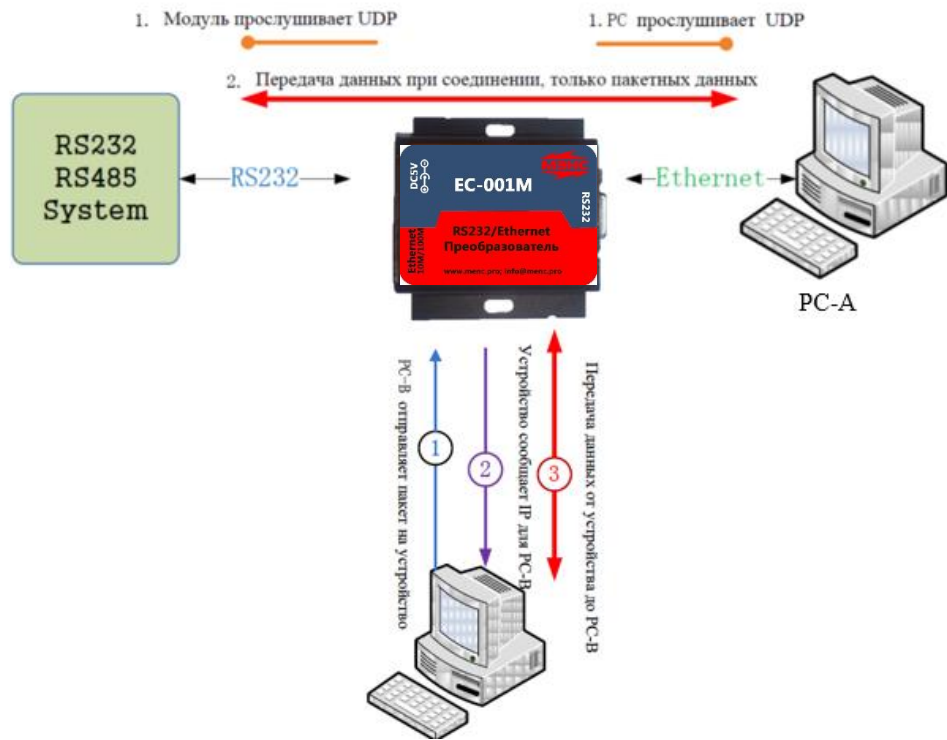 1. Модуль прослушивает UDP
1. PC прослушивает UDP
2. Передача данных при соединении, только пакетных данных
RS232
RS485
System
RS232
DC5V
EC-001M
RS232
Ethernet
10M/100M
RS232/Ethernet
Преобразователь
www.menc.pro; info@menc.pro
Ethernet
PC-A
PC-B отправляет пакет на устройство
1
2
Устройство сообщает IP для PC-B
3
Передача данных от устройства до PC-B